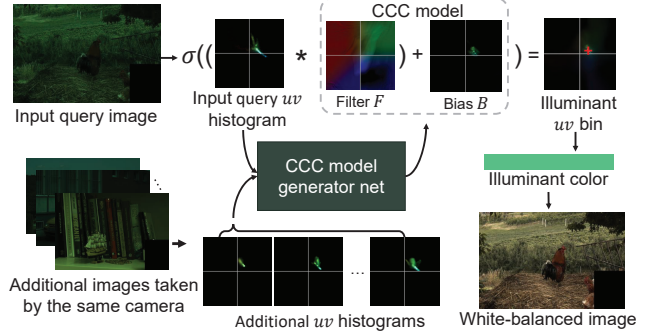 CCC model
σ((
*
) +
) =
Input query image
Input query uv
histogram
Filter F
Bias B
Illuminant
uv bin
CCC model
generator net
Illuminant color
...
Additional images taken
by the same camera
...
Additional uv histograms
White-balanced image